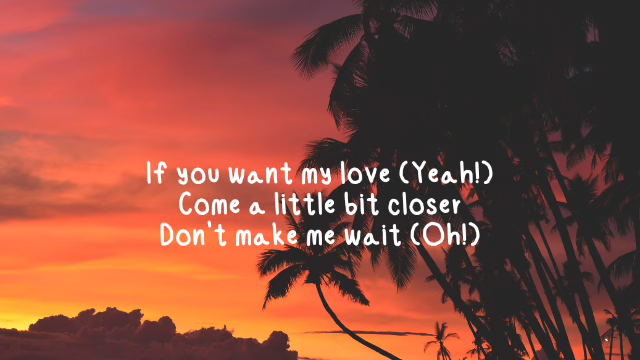 If you want my love (Yeah!)
Come a little bit closer
Don't make me wait (Oh!)